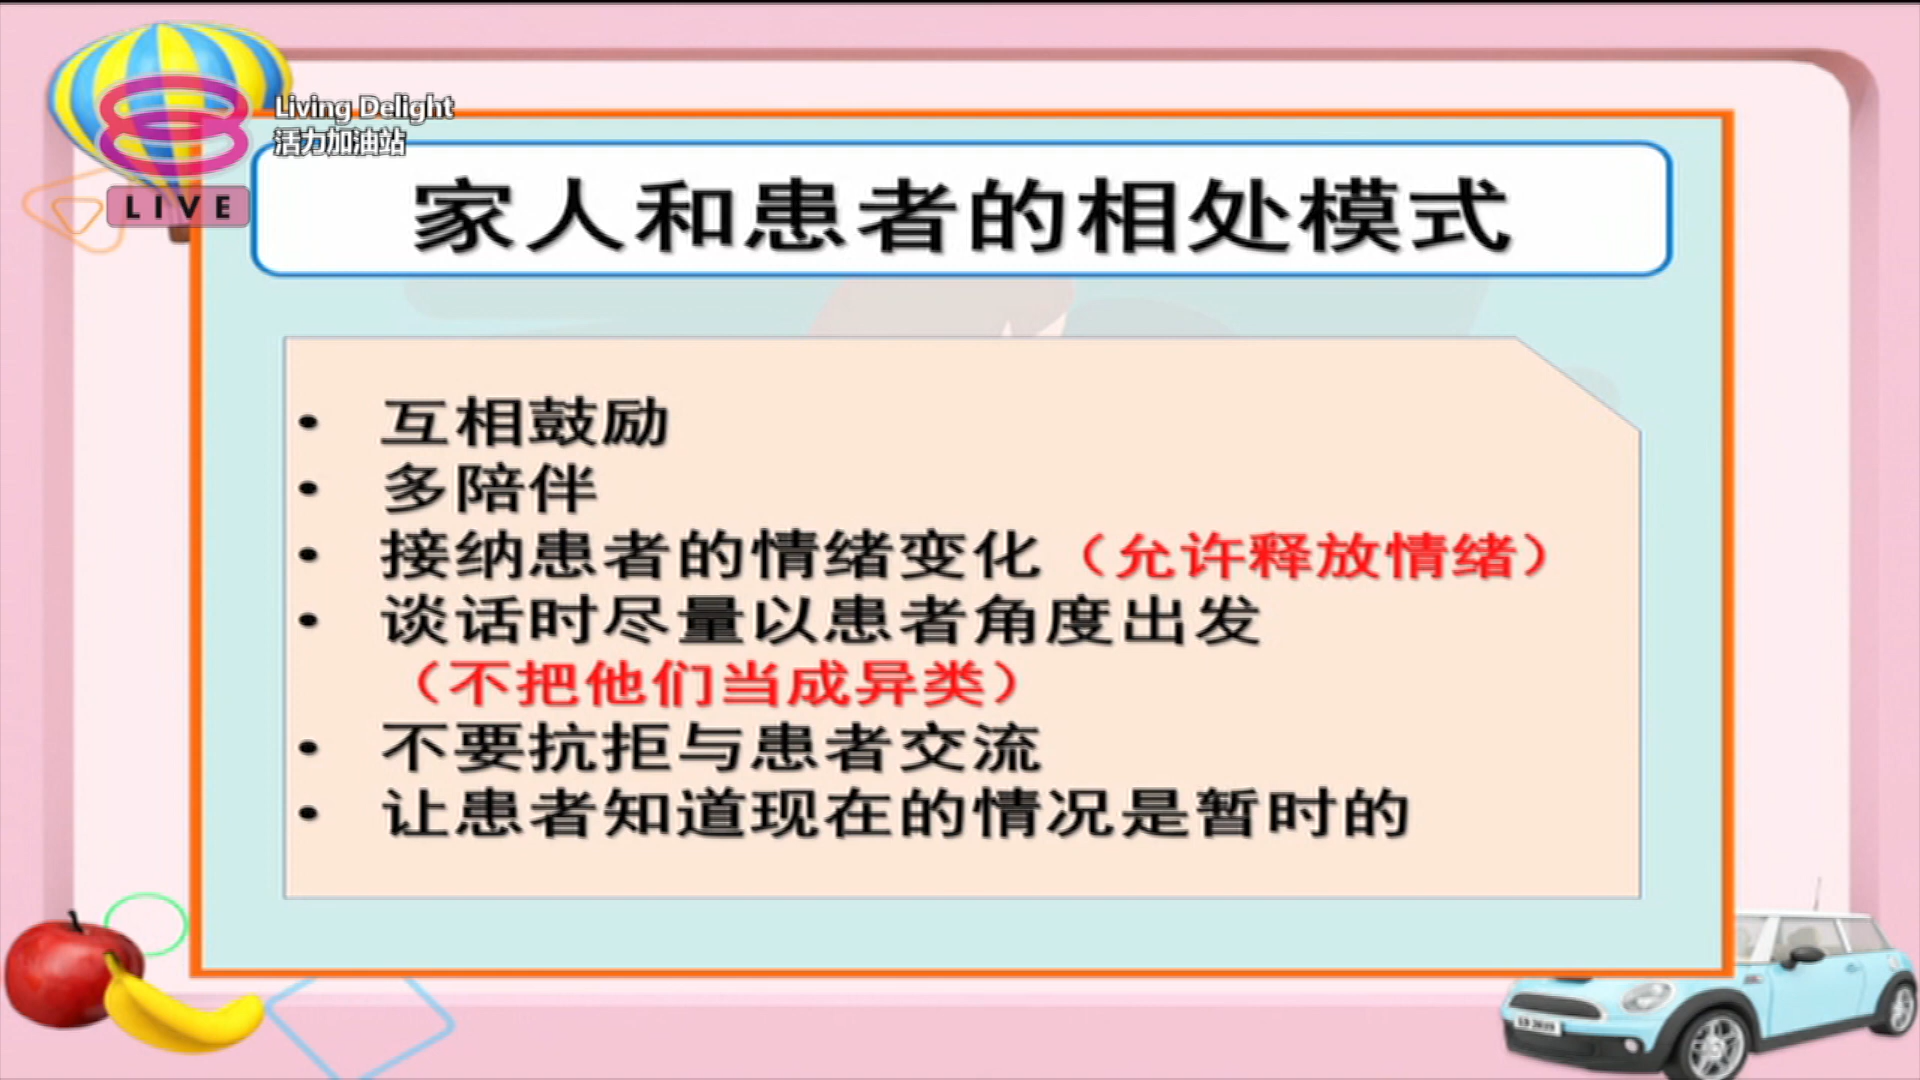 Living Delight
活力加油站
LIVE
家人和患者的相处模式
• 互相鼓励
• 多陪伴
• 接纳患者的情绪变化（允许释放情绪）
• 谈话时尽量以患者角度出发
（不把他们当成异类）
• 不要抗拒与患者交流
• 让患者知道现在的情况是暂时的